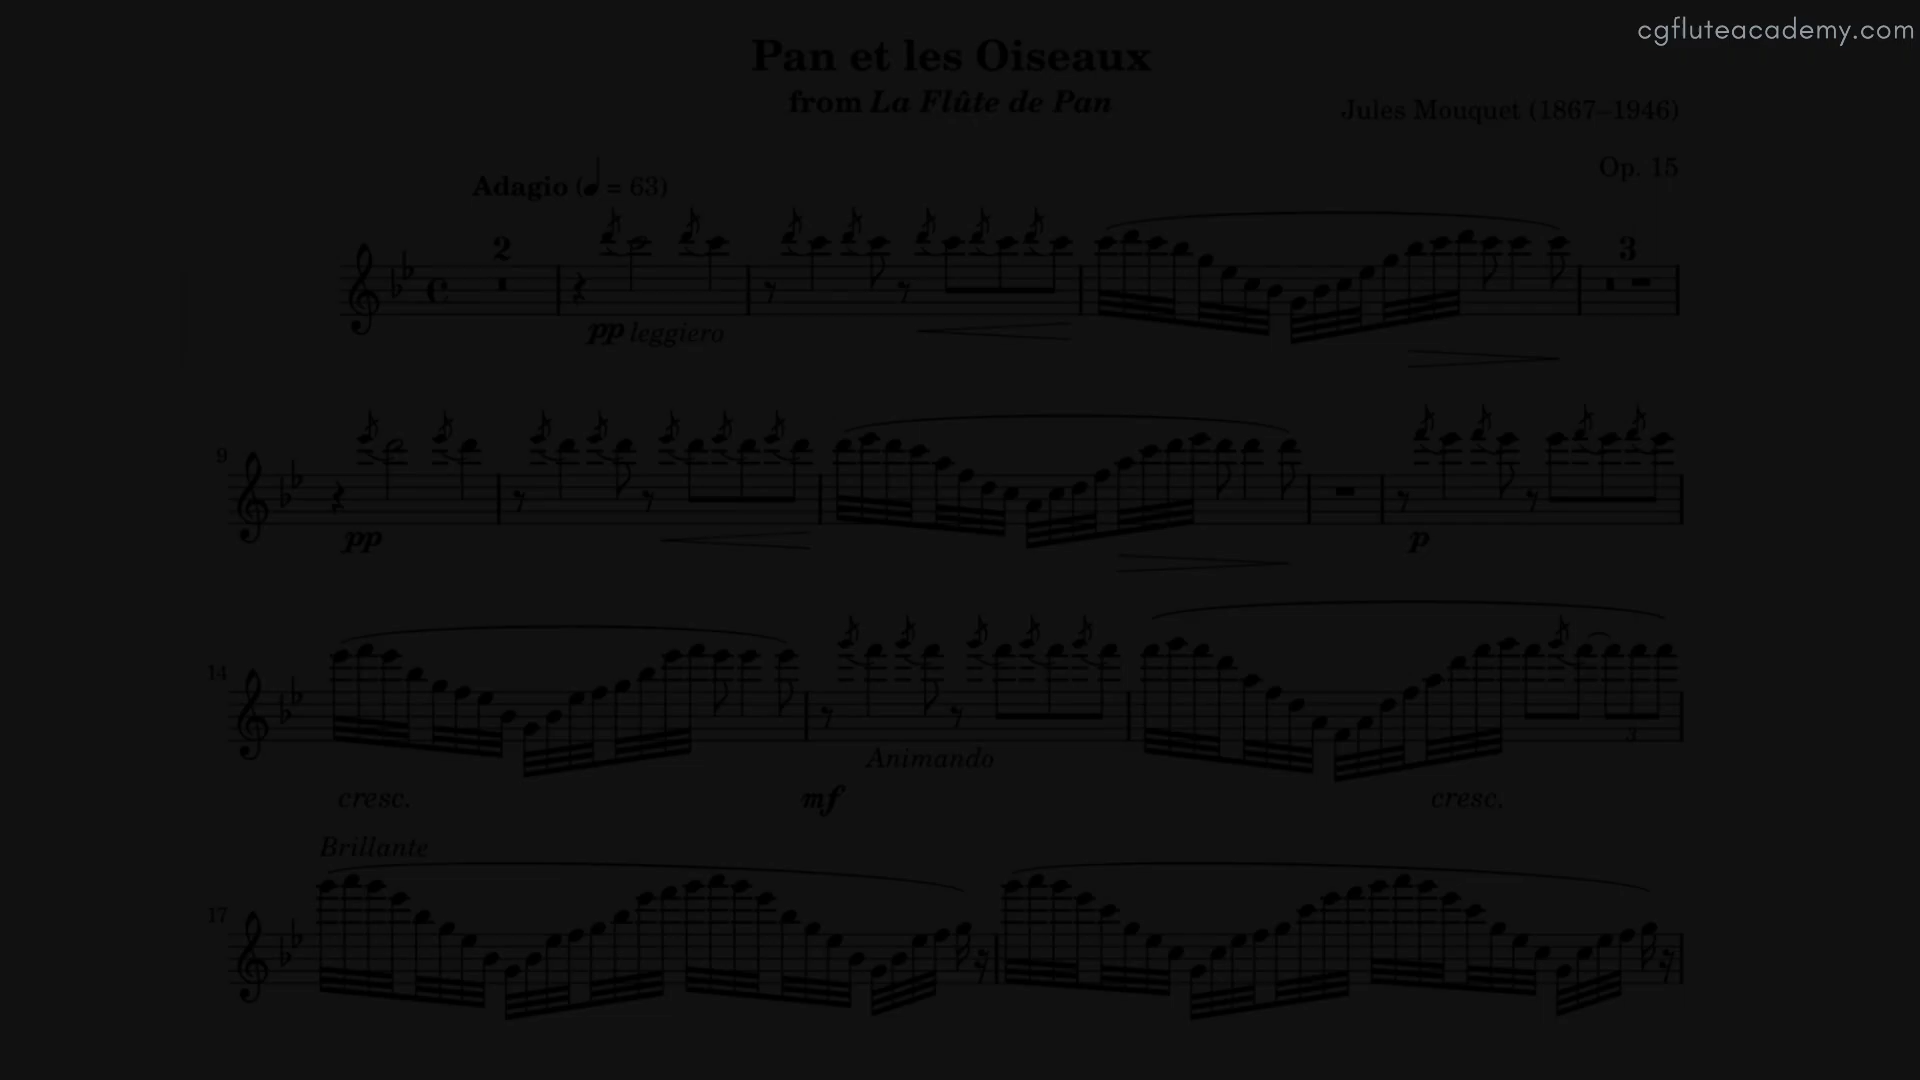 cgfluteacademy.com
Pan et les Oiseaux
from La Flûte de Pan
Jules Mouquet (1867–1946)
Op. 15
Adagio (♩ = 63)
2
3
pp leggiero
9
pp
p
14
3
Animando
cresc.
mf
cresc.
Brillante
17